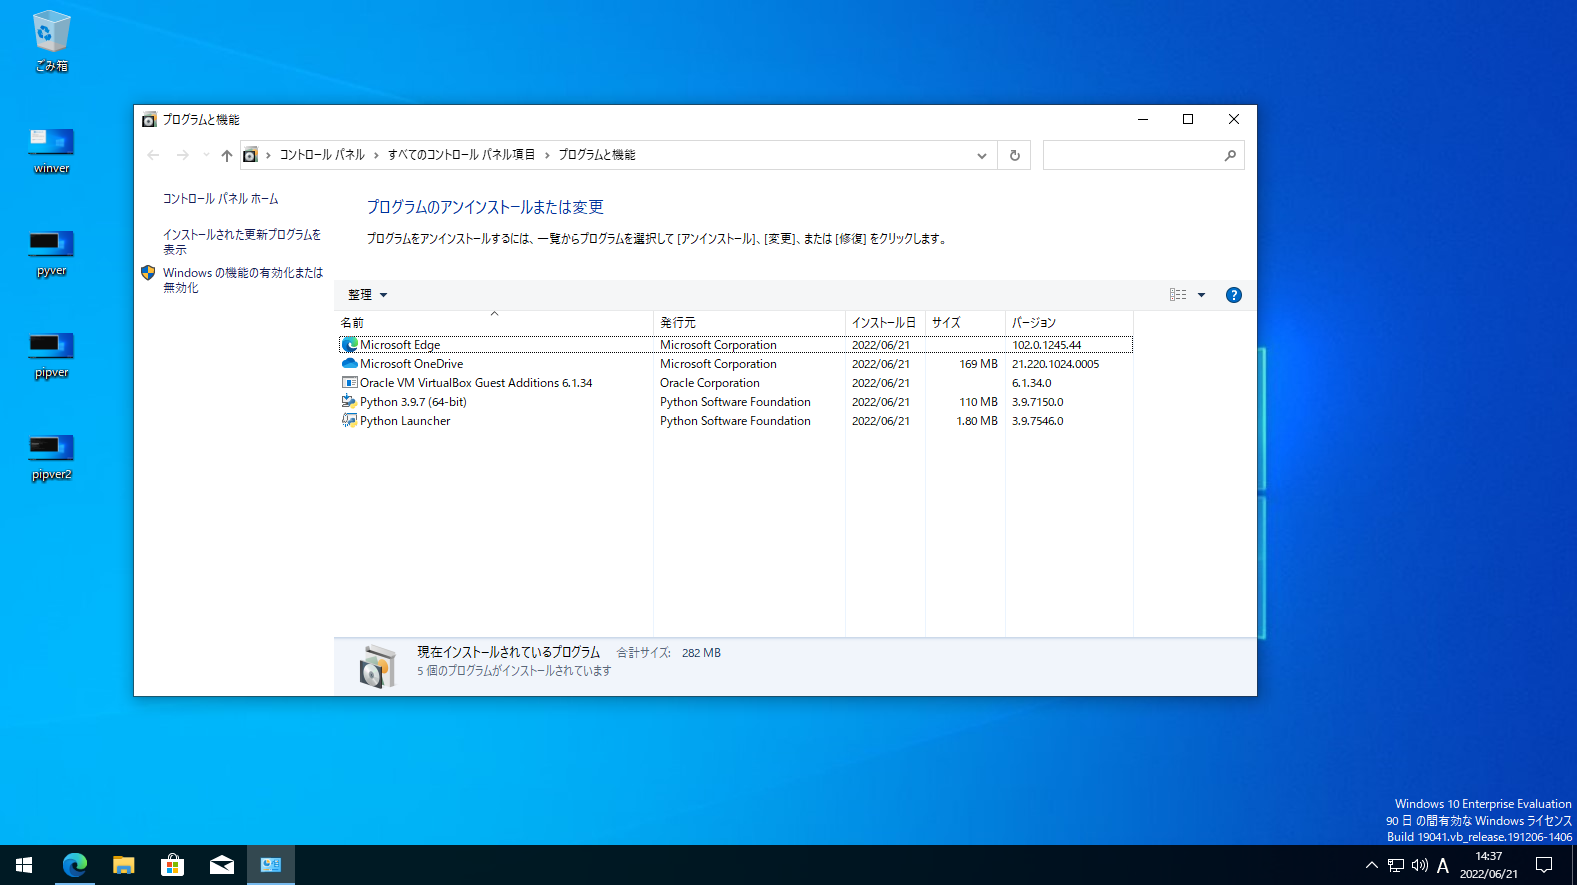 ごみ箱
winver
pyver
pipver
pipver2
プログラムと機能
コントロール パネル › すべてのコントロール パネル項目 › プログラムと機能
コントロール パネル ホーム
インストールされた更新プログラムを
表示
Windows の機能の有効化または
無効化
プログラムのアンインストールまたは変更
プログラムをアンインストールするには、一覧からプログラムを選択して [アンインストール]、[変更]、または [修復] をクリックします。
整理
名前 発行元 インストール日 サイズ バージョン
Microsoft Edge Microsoft Corporation 2022/06/21 102.0.1245.44
Microsoft OneDrive Microsoft Corporation 2022/06/21 169 MB 21.220.1024.0005
Oracle VM VirtualBox Guest Additions 6.1.34 Oracle Corporation 2022/06/21 6.1.34.0
Python 3.9.7 (64-bit) Python Software Foundation 2022/06/21 110 MB 3.9.7150.0
Python Launcher Python Software Foundation 2022/06/21 1.80 MB 3.9.7546.0
現在インストールされているプログラム 合計サイズ: 282 MB
5 個のプログラムがインストールされています
Windows 10 Enterprise Evaluation
90 日 の間有効な Windows ライセンス
Build 19041.vb_release.191206-1406
A
14:37
2022/06/21